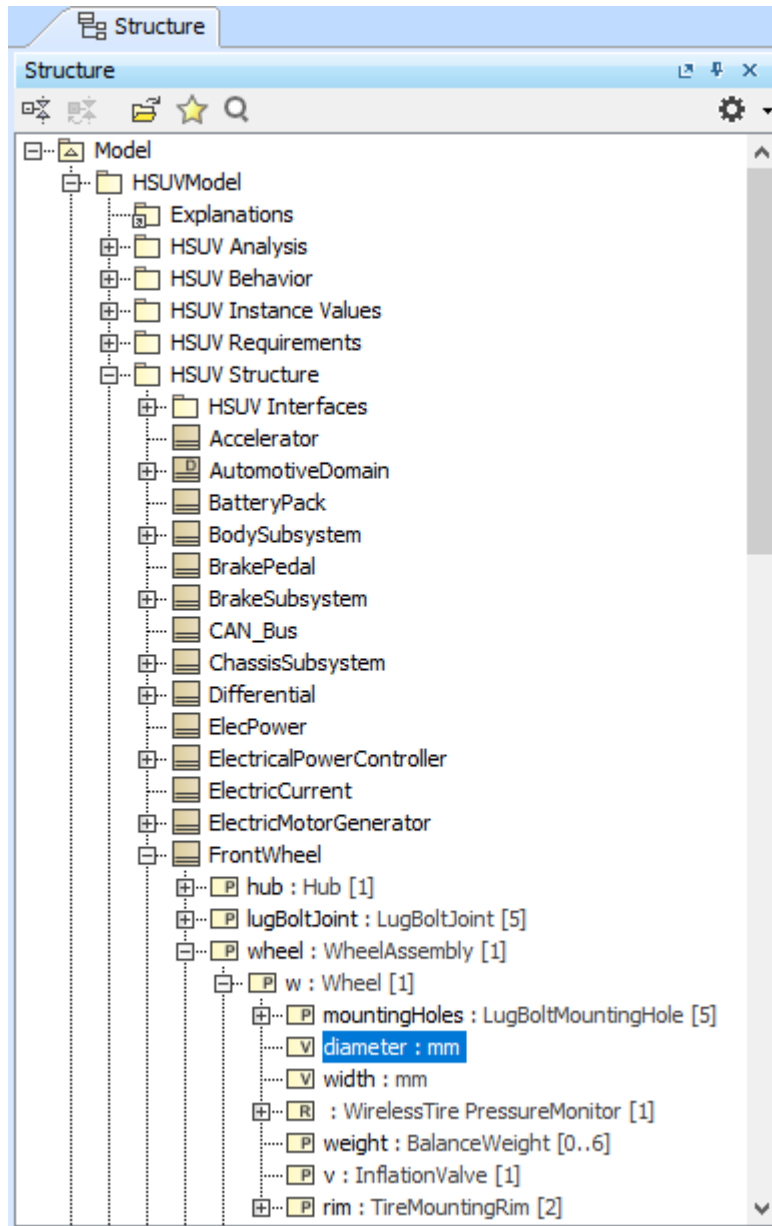 Structure
Structure
Model
HSUVModel
Explanations
HSUV Analysis
HSUV Behavior
HSUV Instance Values
HSUV Requirements
HSUV Structure
HSUV Interfaces
Accelerator
D AutomotiveDomain
BatteryPack
BodySubsystem
BrakePedal
BrakeSubsystem
CAN_Bus
ChassisSubsystem
Differential
ElecPower
ElectricalPowerController
ElectricCurrent
ElectricMotorGenerator
FrontWheel
P hub : Hub [1]
P lugBoltJoint : LugBoltJoint [5]
P wheel : WheelAssembly [1]
P w : Wheel [1]
P mountingHoles : LugBoltMountingHole [5]
V diameter : mm
V width : mm
R : WirelessTire PressureMonitor [1]
P weight : BalanceWeight [0..6]
P v : InflationValve [1]
P rim : TireMountingRim [2]